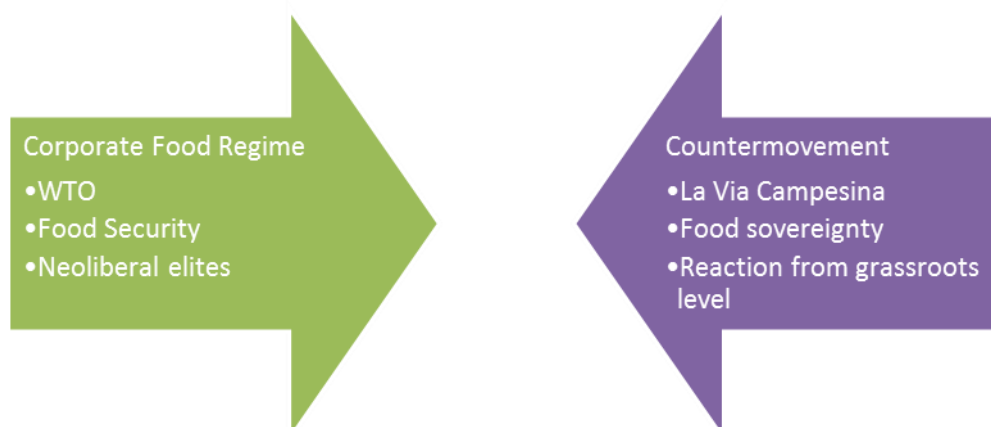 Corporate Food Regime
•WTO
•Food Security
•Neoliberal elites
Countermovement
•La Via Campesina
•Food sovereignty
•Reaction from grassroots
level